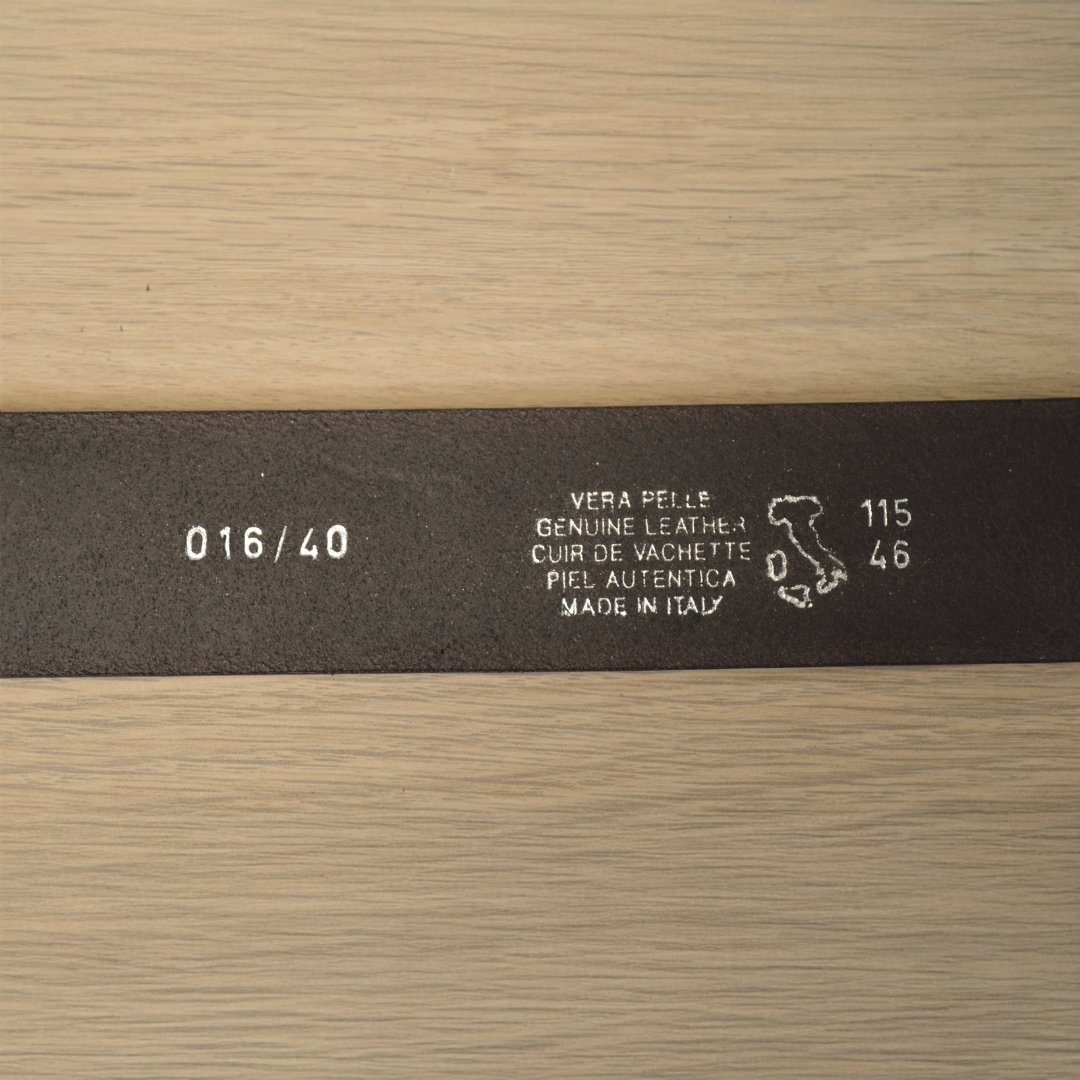 016/40
VERA PELLE
GENUINE LEATHER
CUIR DE VACHETTE
PIEL AUTENTICA
MADE IN ITALY
115
46